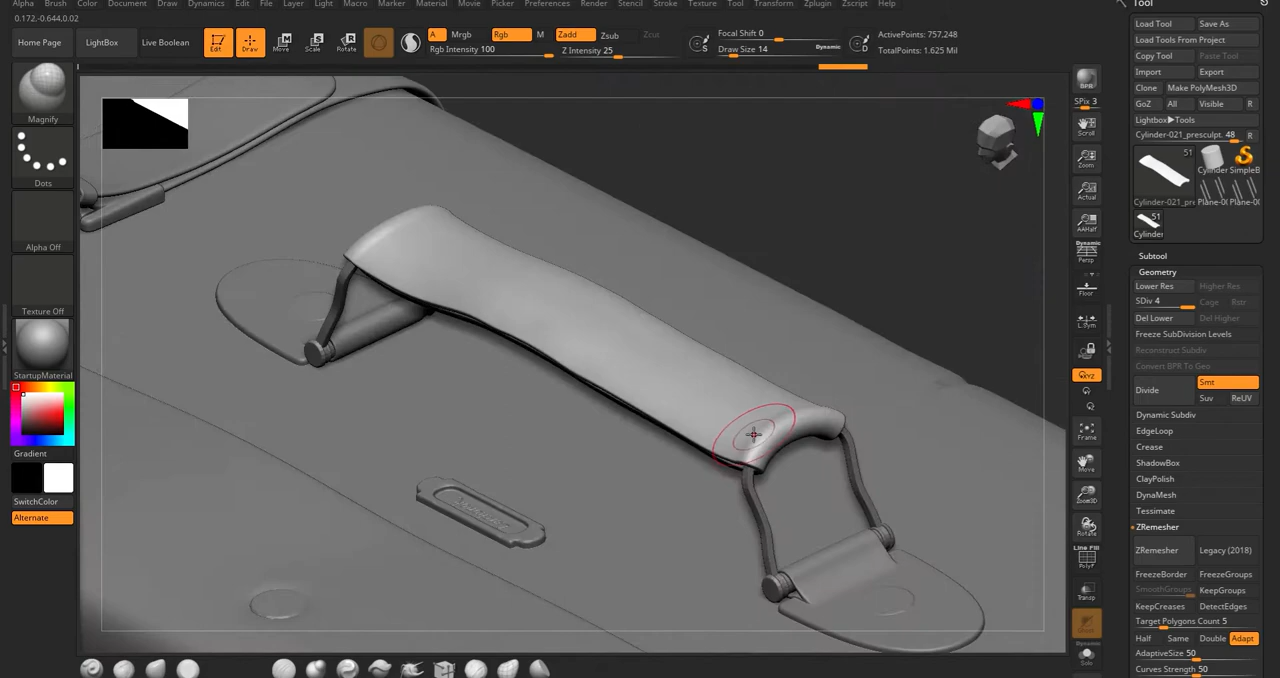 Alpha Brush Color Document Draw Dynamics Edit File Layer Light Macro Marker Material Movie Picker Preferences Render Stencil Stroke Texture Tool Transform Zplugin Zscript Help
Tool
0.172,-0.644,0.02
Load Tool Save As
Home Page LightBox Live Boolean Edit Draw Move Scale Rotate
A Mrgb Rgb M Zadd Zsub Zcut
Rgb Intensity 100 Z Intensity 25
Focal Shift 0
Draw Size 14 Dynamic
S
D
ActivePoints: 757,248
TotalPoints: 1.625 Mil
Load Tools From Project
Copy Tool Paste Tool
Import Export
Clone Make PolyMesh3D
GoZ All Visible R
Lightbox▶Tools
Cylinder-021_presculpt. 48 R
51
Cylinder SimpleB
Cylinder-021_pre Plane-00 Plane-00
51
Cylinder
Magnify
Dots
Alpha Off
Texture Off
StartupMaterial
Gradient
SwitchColor
Alternate
BPR
SPix 3
Scroll
Zoom
Actual
AAHalf
Dynamic
Persp
Floor
L.Sym
xyz
Frame
Move
Zoom3D
Rotate
Line Fill
PolyF
Transp
Dynamic
Solo
Subtool
Geometry
Lower Res Higher Res
SDiv 4 Cage Rstr
Del Lower Del Higher
Freeze SubDivision Levels
Reconstruct Subdiv
Convert BPR To Geo
Divide Smt
Suv ReUV
Dynamic Subdiv
EdgeLoop
Crease
ShadowBox
ClayPolish
DynaMesh
Tessimate
ZRemesher
ZRemesher Legacy (2018)
FreezeBorder FreezeGroups
SmoothGroups KeepGroups
KeepCreases DetectEdges
Target Polygons Count 5
Half Same Double Adapt
AdaptiveSize 50
Curves Strength 50